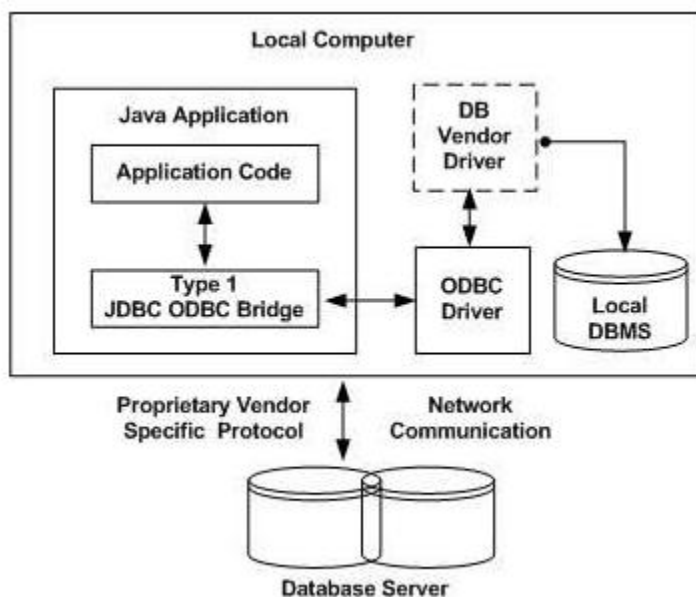 Local Computer
Java Application
Application Code
Type 1
JDBC ODBC Bridge
DB
Vendor
Driver
ODBC
Driver
Local
DBMS
Proprietary Vendor
Specific Protocol
Network
Communication
Database Server